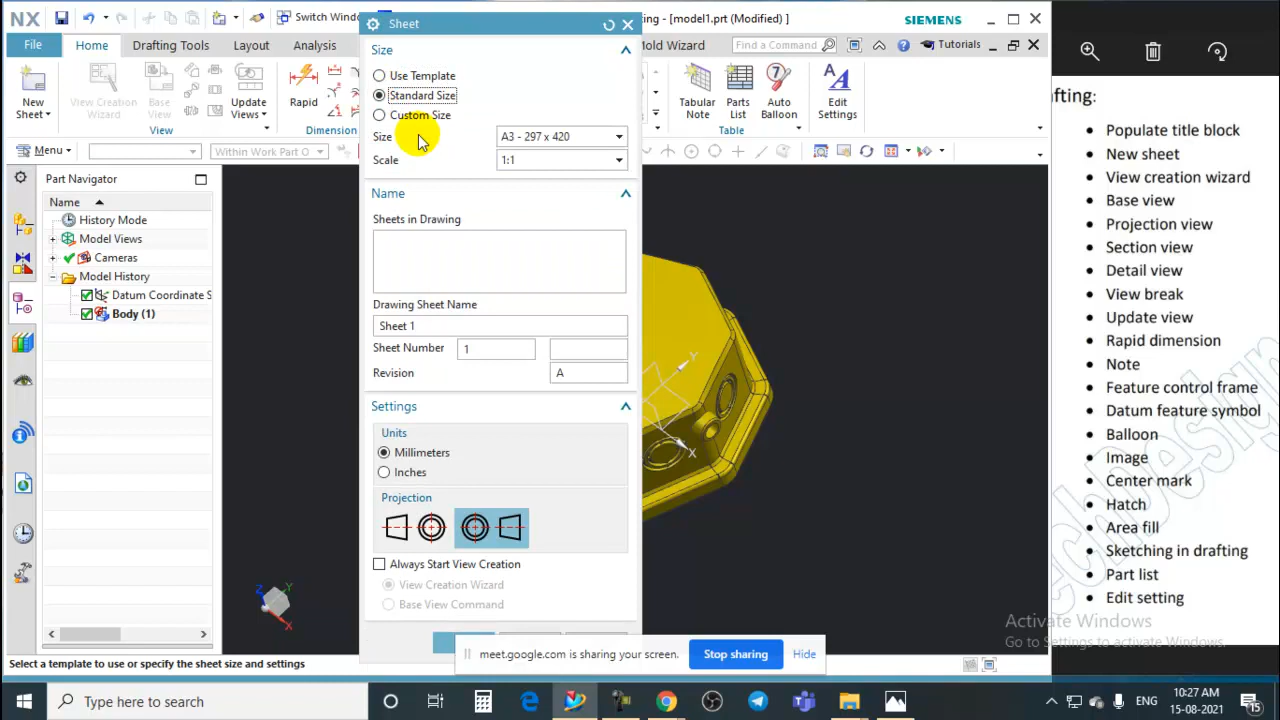 NX
Switch Windo
ting - [model1.prt (Modified) ]
SIEMENS
File
Home
Drafting Tools
Layout
Analysis
Mold Wizard
Find a Command
Tutorials
New
Sheet
View Creation
Wizard
Base
View
Update
Views
Rapid
View
Dimension
Tabular
Note
Parts
List
Auto
Balloon
Edit
Settings
Table
Menu
Within Work Part O
Part Navigator
Name
History Mode
Model Views
Cameras
Model History
Datum Coordinate S
Body (1)
Sheet
Size
Use Template
Standard Size
Custom Size
Size
A3 - 297 x 420
Scale
1:1
Name
Sheets in Drawing
Drawing Sheet Name
Sheet 1
Sheet Number
1
Revision
A
Settings
Units
Millimeters
Inches
Projection
Always Start View Creation
View Creation Wizard
Base View Command
Y
X
Z
Y
X
meet.google.com is sharing your screen.
Stop sharing
Hide
Select a template to use or specify the sheet size and settings
fting:
• Populate title block
• New sheet
• View creation wizard
• Base view
• Projection view
• Section view
• Detail view
• View break
• Update view
• Rapid dimension
• Note
• Feature control frame
• Datum feature symbol
• Balloon
• Image
• Center mark
• Hatch
• Area fill
• Sketching in drafting
• Part list
• Edit setting
Activate Windows
Go to Settings to activate Windows.
Type here to search
ENG
10:27 AM
15-08-2021
15